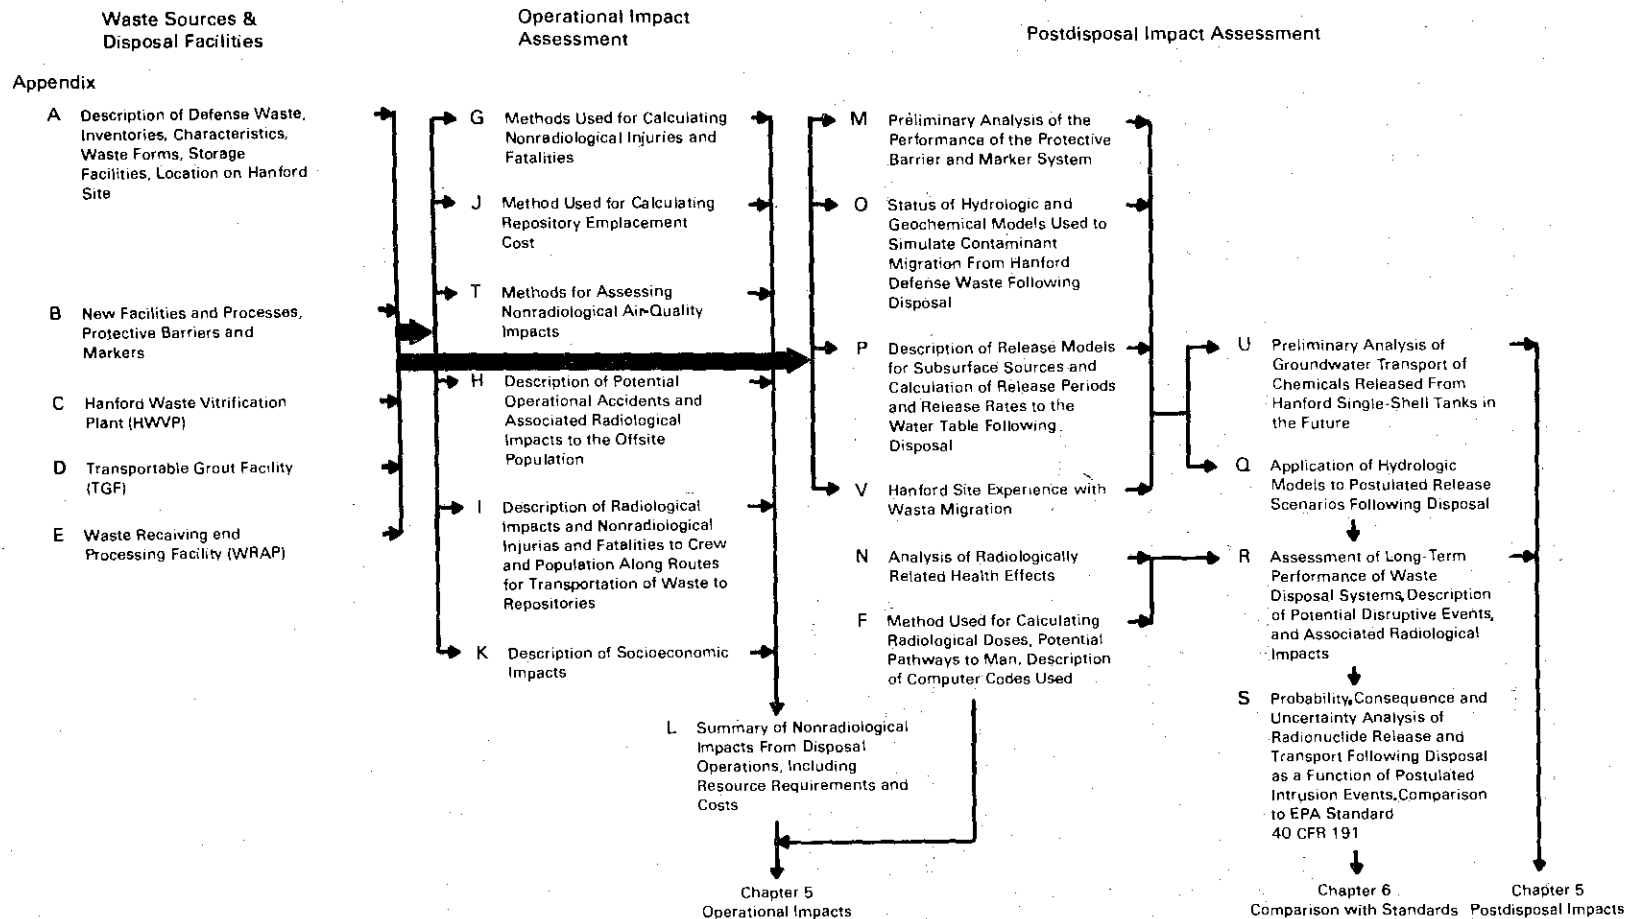 Waste Sources &
Disposal Facilities
Operational Impact
Assessment
Postdisposal Impact Assessment
Appendix
A Description of Defense Waste,
Inventories, Characteristics,
Waste Forms, Storage
Facilities, Location on Hanford
Site
B New Facilities and Processes,
Protective Barriers and
Markers
C Hanford Waste Vitrification
Plant (HWVP)
D Transportable Grout Facility
(TGF)
E Waste Recaiving end
Processing Facility (WRAP)
G Methods Used for Calculating
Nonradiological Injuries and
Fatalities
J Method Used for Calculating
Repository Emplacement
Cost
T Methods for Assessing
Nonradiological Air-Quality
Impacts
H Description of Potential
Operational Accidents and
Associated Radiological
Impacts to the Offsite
Population
I Description of Radiological
Impacts and Nonradiological
Injurias and Fatalities to Crew
and Population Along Routes
for Transportation of Waste to
Repositories
K Description of Socioeconomic
Impacts
L Summary of Nonradiological
Impacts From Disposal
Operations, Including
Resource Requirements and
Costs
Chapter 5
Operational Impacts
M Preliminary Analysis of the
Performance of the Protective
Barrier and Marker System
O Status of Hydrologic and
Geochemical Models Used to
Simulate Contaminant
Migration From Hanford
Defense Waste Following
Disposal
P Description of Release Models
for Subsurface Sources and
Calculation of Release Periods
and Release Rates to the
Water Table Following
Disposal
V Hanford Site Experience with
Wasta Migration
N Analysis of Radiologically
Related Health Effects
F Method Used for Calculating
Radiological Doses, Potential
Pathways to Man, Description
of Computer Codes Used
U Preliminary Analysis of
Groundwater Transport of
Chemicals Released From
Hanford Single-Shell Tanks in
the Future
Q Application of Hydrologic
Models to Postulated Release
Scenarios Following Disposal
R Assessment of Long-Term
Performance of Waste
Disposal Systems, Description
of Potential Disruptive Events,
and Associated Radiological
Impacts
S Probability, Consequence and
Uncertainty Analysis of
Radionuclide Release and
Transport Following Disposal
as a Function of Postulated
Intrusion Events. Comparison
to EPA Standard
40 CFR 191
Chapter 6
Comparison with Standards
Chapter 5
Postdisposal Impacts